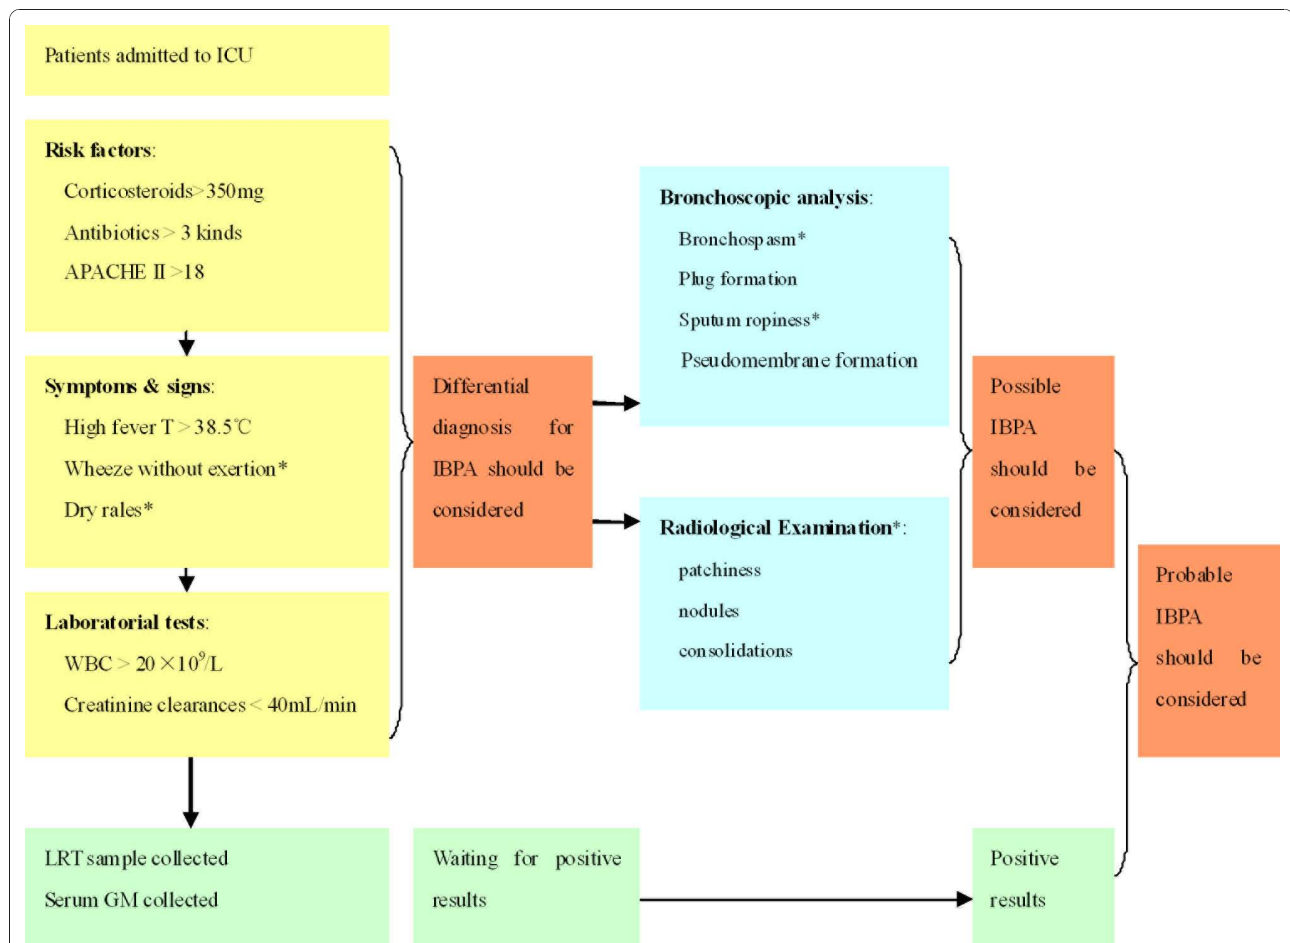 Patients admitted to ICU
Risk factors:
Corticosteroids>350mg
Antibiotics > 3 kinds
APACHE II >18
Symptoms & signs:
High fever T > 38.5℃
Wheeze without exertion*
Dry rales*
Laboratorial tests:
WBC > 20 ×10⁹/L
Creatinine clearances < 40mL/min
LRT sample collected
Serum GM collected
Differential
diagnosis for
IBPA should be
considered
Waiting for positive
results
Bronchoscopic analysis:
Bronchospasm*
Plug formation
Sputum ropiness*
Pseudomembrane formation
Radiological Examination*:
patchiness
nodules
consolidations
Possible
IBPA
should be
considered
Positive
results
Probable
IBPA
should be
considered